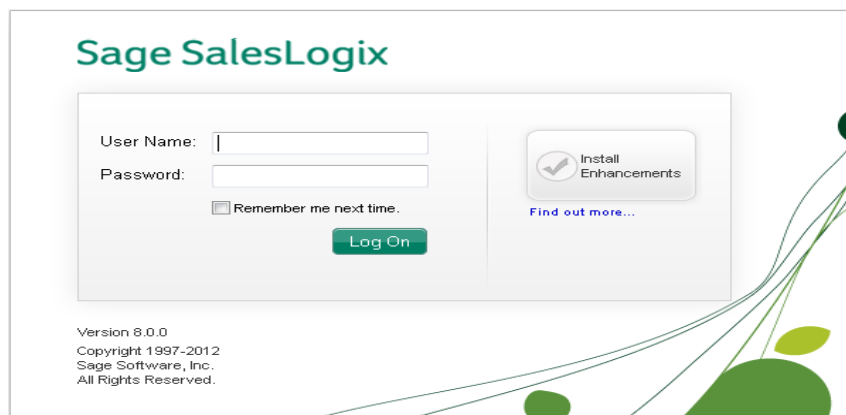 Sage SalesLogix
User Name:
Password:
Remember me next time.
Log On
Install
Enhancements
Find out more...
Version 8.0.0
Copyright 1997-2012
Sage Software, Inc.
All Rights Reserved.